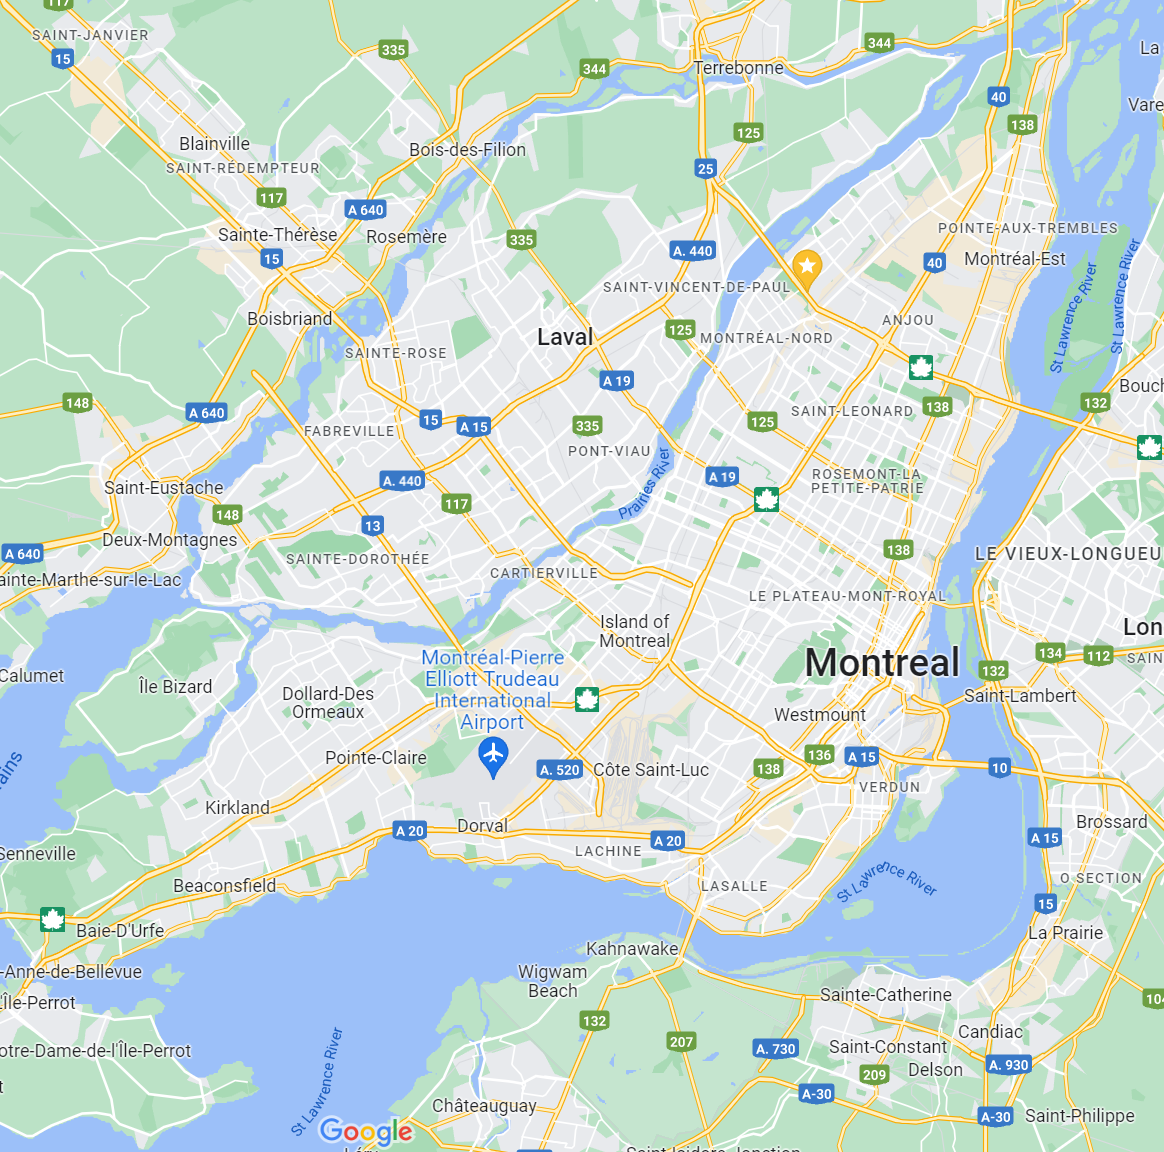 117
SAINT-JANVIER
15
335
344
344
La
Terrebonne
40
Vare
125
138
Blainville
Bois-des-Filion
SAINT-RÉDEMPTEUR
25
117
A 640
Sainte-Thérèse
Rosemère
335
A. 440
POINTE-AUX-TREMBLES
15
40
Montréal-Est
St Lawrence River
St Lawrence River
SAINT-VINCENT-DE-PAUL
Boisbriand
ANJOU
Laval
125
MONTRÉAL-NORD
SAINTE-ROSE
A 19
Bouch
148
A 640
15
A 15
335
125
SAINT-LEONARD
138
132
FABREVILLE
PONT-VIAU
A. 440
Prairies River
A 19
ROSEMONT-LA
PETITE-PATRIE
Saint-Eustache
117
148
13
Deux-Montagnes
A 640
138
LE VIEUX-LONGUEU
SAINTE-DOROTHÉE
CARTIERVILLE
ainte-Marthe-sur-le-Lac
LE PLATEAU-MONT-ROYAL
Island of
Montreal
Lon
Montréal-Pierre
Elliott Trudeau
International
Airport
Montreal
134
112
SAIN
132
Calumet
Île Bizard
Dollard-Des
Ormeaux
Saint-Lambert
Westmount
Pointe-Claire
A. 520
Côte Saint-Luc
138
136
A 15
10
ains
VERDUN
Kirkland
Dorval
A 20
A 20
Brossard
A 15
Senneville
LACHINE
Beaconsfield
LASALLE
St Lawrence River
O SECTION
15
Baie-D'Urfe
La Prairie
Kahnawake
-Anne-de-Bellevue
Wigwam
Beach
L'Île-Perrot
Sainte-Catherine
104
132
207
Candiac
otre-Dame-de-l'Île-Perrot
A. 730
Saint-Constant
Delson
A. 930
St Lawrence River
209
A-30
Châteauguay
A-30
Saint-Philippe
Google